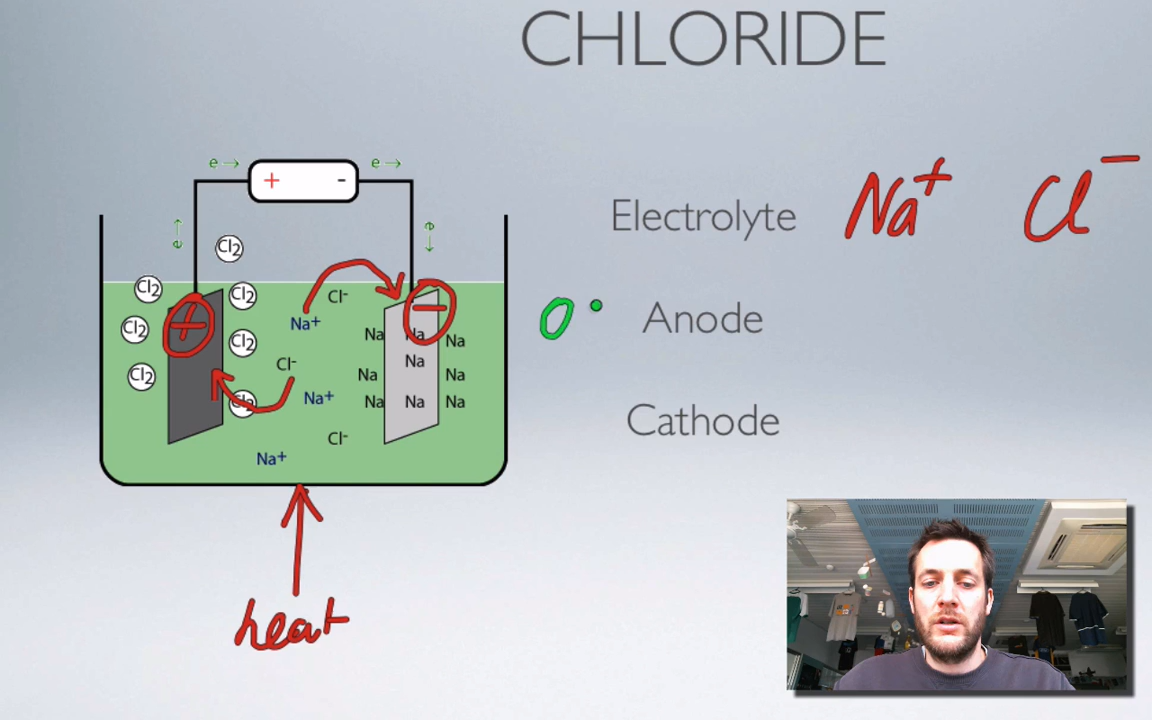 CHLORIDE
e→ e→
+ -
Electrolyte Na+ Cl−
e→
e→
Cl2
Cl2 Cl2 Cl-
+ −
Na+
O• Anode
Cl2 Cl2 Na Na Na
Cl- Na
Cl2 Na Na
Cl2 Na+ Na Na Na
Cathode
Cl-
Na+
heat